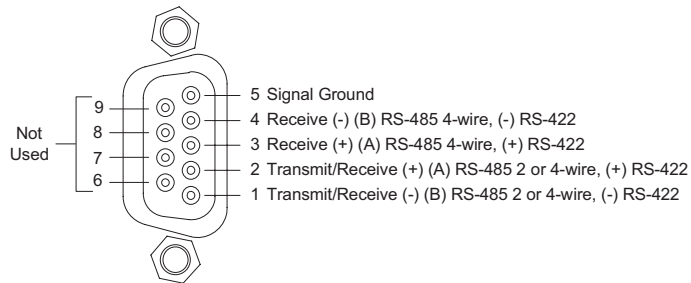 5 Signal Ground
9
4 Receive (-) (B) RS-485 4-wire, (-) RS-422
8
3 Receive (+) (A) RS-485 4-wire, (+) RS-422
Not
Used
7
2 Transmit/Receive (+) (A) RS-485 2 or 4-wire, (+) RS-422
6
1 Transmit/Receive (-) (B) RS-485 2 or 4-wire, (-) RS-422